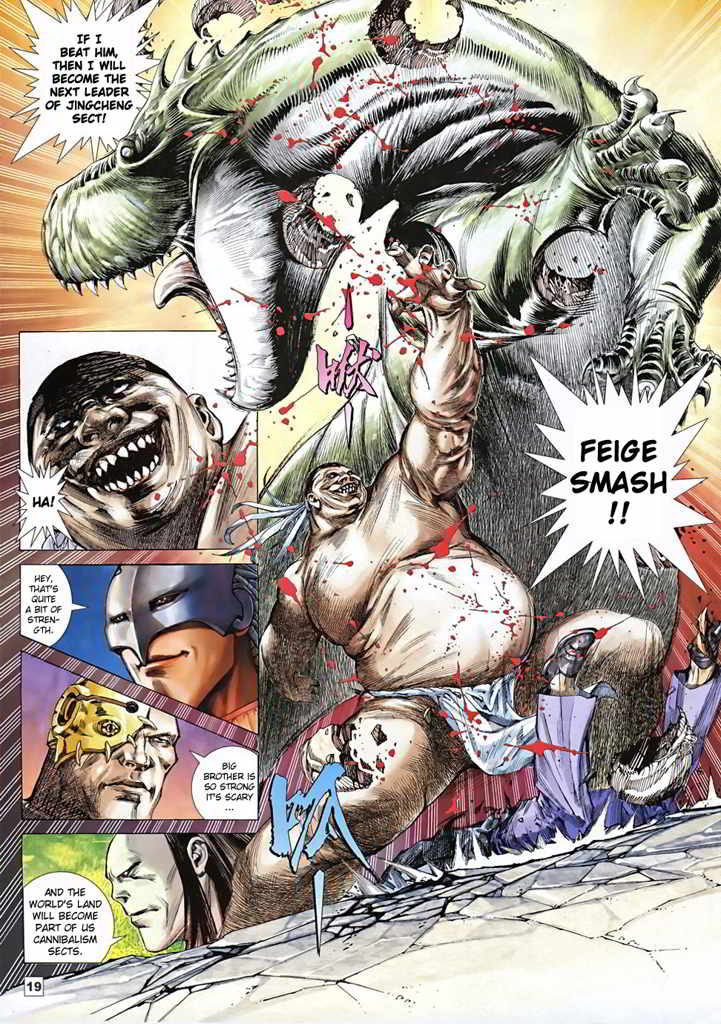 IF I
BEAT HIM,
THEN I WILL
BECOME THE
NEXT LEADER
OF JINGCHENG
SECT!
FEIGE
SMASH
!!
HA!
HEY,
THAT'S
QUITE
A BIT OF
STREN-
GTH.
BIG
BROTHER IS
SO STRONG
IT'S SCARY
...
AND THE
WORLD'S LAND
WILL BECOME
PART OF US
CANNIBALISM
SECTS.
19